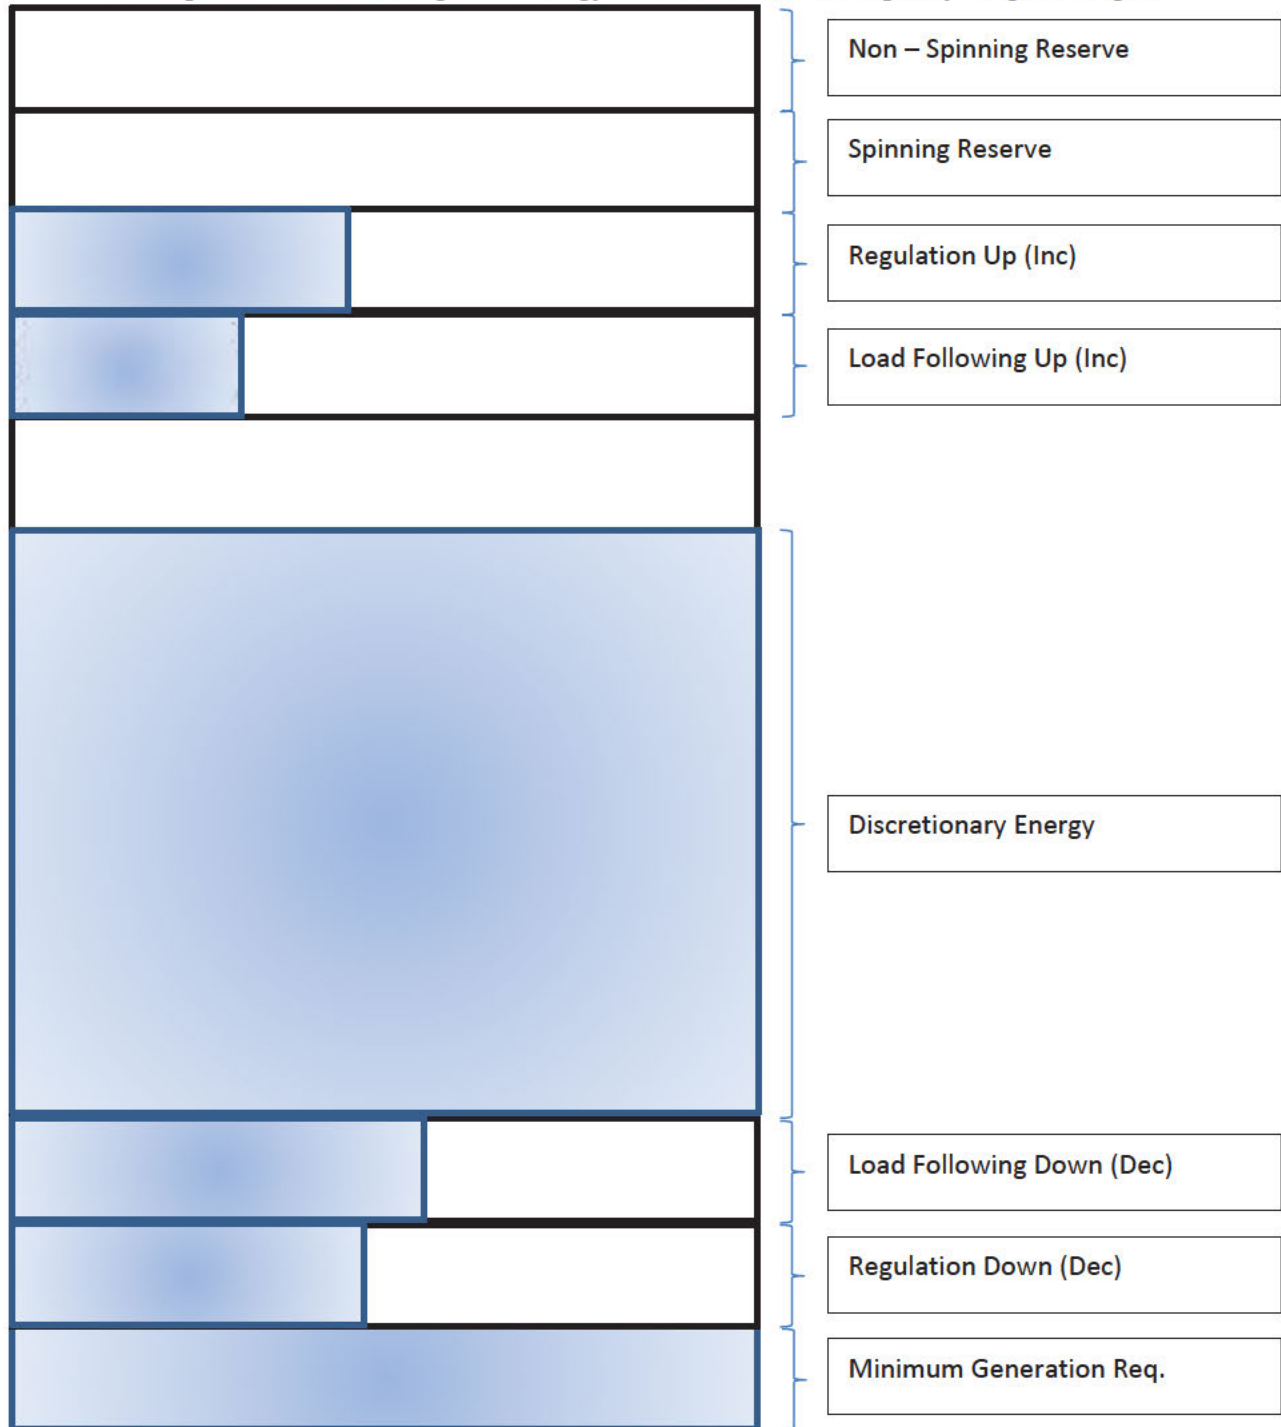 Non – Spinning Reserve
Spinning Reserve
Regulation Up (Inc)
Load Following Up (Inc)
Discretionary Energy
Load Following Down (Dec)
Regulation Down (Dec)
Minimum Generation Req.